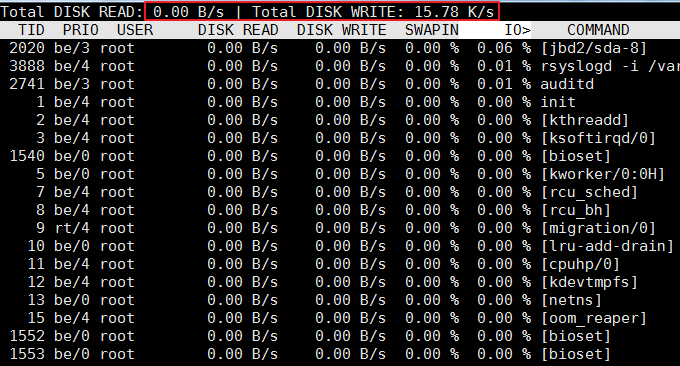 Total DISK READ: 0.00 B/s | Total DISK WRITE: 15.78 K/s
TID PRIO USER DISK READ DISK WRITE SWAPIN IO> COMMAND
2020 be/3 root 0.00 B/s 0.00 B/s 0.00 % 0.06 % [jbd2/sda-8]
3888 be/4 root 0.00 B/s 0.00 B/s 0.00 % 0.01 % rsyslogd -i /var
2741 be/3 root 0.00 B/s 0.00 B/s 0.00 % 0.01 % auditd
1 be/4 root 0.00 B/s 0.00 B/s 0.00 % 0.00 % init
2 be/4 root 0.00 B/s 0.00 B/s 0.00 % 0.00 % [kthreadd]
3 be/4 root 0.00 B/s 0.00 B/s 0.00 % 0.00 % [ksoftirqd/0]
1540 be/0 root 0.00 B/s 0.00 B/s 0.00 % 0.00 % [bioset]
5 be/0 root 0.00 B/s 0.00 B/s 0.00 % 0.00 % [kworker/0:0H]
7 be/4 root 0.00 B/s 0.00 B/s 0.00 % 0.00 % [rcu_sched]
8 be/4 root 0.00 B/s 0.00 B/s 0.00 % 0.00 % [rcu_bh]
9 rt/4 root 0.00 B/s 0.00 B/s 0.00 % 0.00 % [migration/0]
10 be/0 root 0.00 B/s 0.00 B/s 0.00 % 0.00 % [lru-add-drain]
11 be/4 root 0.00 B/s 0.00 B/s 0.00 % 0.00 % [cpuhp/0]
12 be/4 root 0.00 B/s 0.00 B/s 0.00 % 0.00 % [kdevtmpfs]
13 be/0 root 0.00 B/s 0.00 B/s 0.00 % 0.00 % [netns]
15 be/4 root 0.00 B/s 0.00 B/s 0.00 % 0.00 % [oom_reaper]
1552 be/0 root 0.00 B/s 0.00 B/s 0.00 % 0.00 % [bioset]
1553 be/0 root 0.00 B/s 0.00 B/s 0.00 % 0.00 % [bioset]